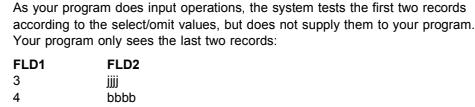 As your program does input operations, the system tests the first two records
according to the select/omit values, but does not supply them to your program.
Your program only sees the last two records:
FLD1 FLD2
3 jjjj
4 bbbb